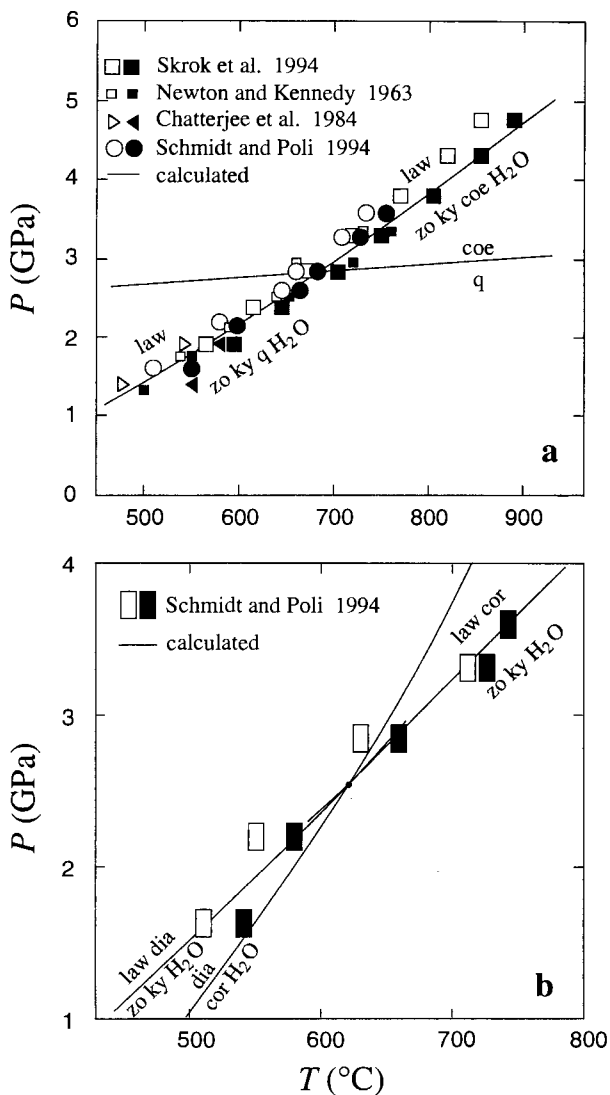 6
Skrok et al. 1994
Newton and Kennedy 1963
Chatterjee et al. 1984
Schmidt and Poli 1994
calculated
5
4
3
2
1
0
P (GPa)
law
zo ky coe H2O
coe
q
law
zo ky q H2O
a
500 600 700 800 900
4
Schmidt and Poli 1994
calculated
law cor
zo ky H2O
3
P (GPa)
2
law dia
zo ky H2O
dia
cor H2O
b
1
500 600 700 800
T (°C)